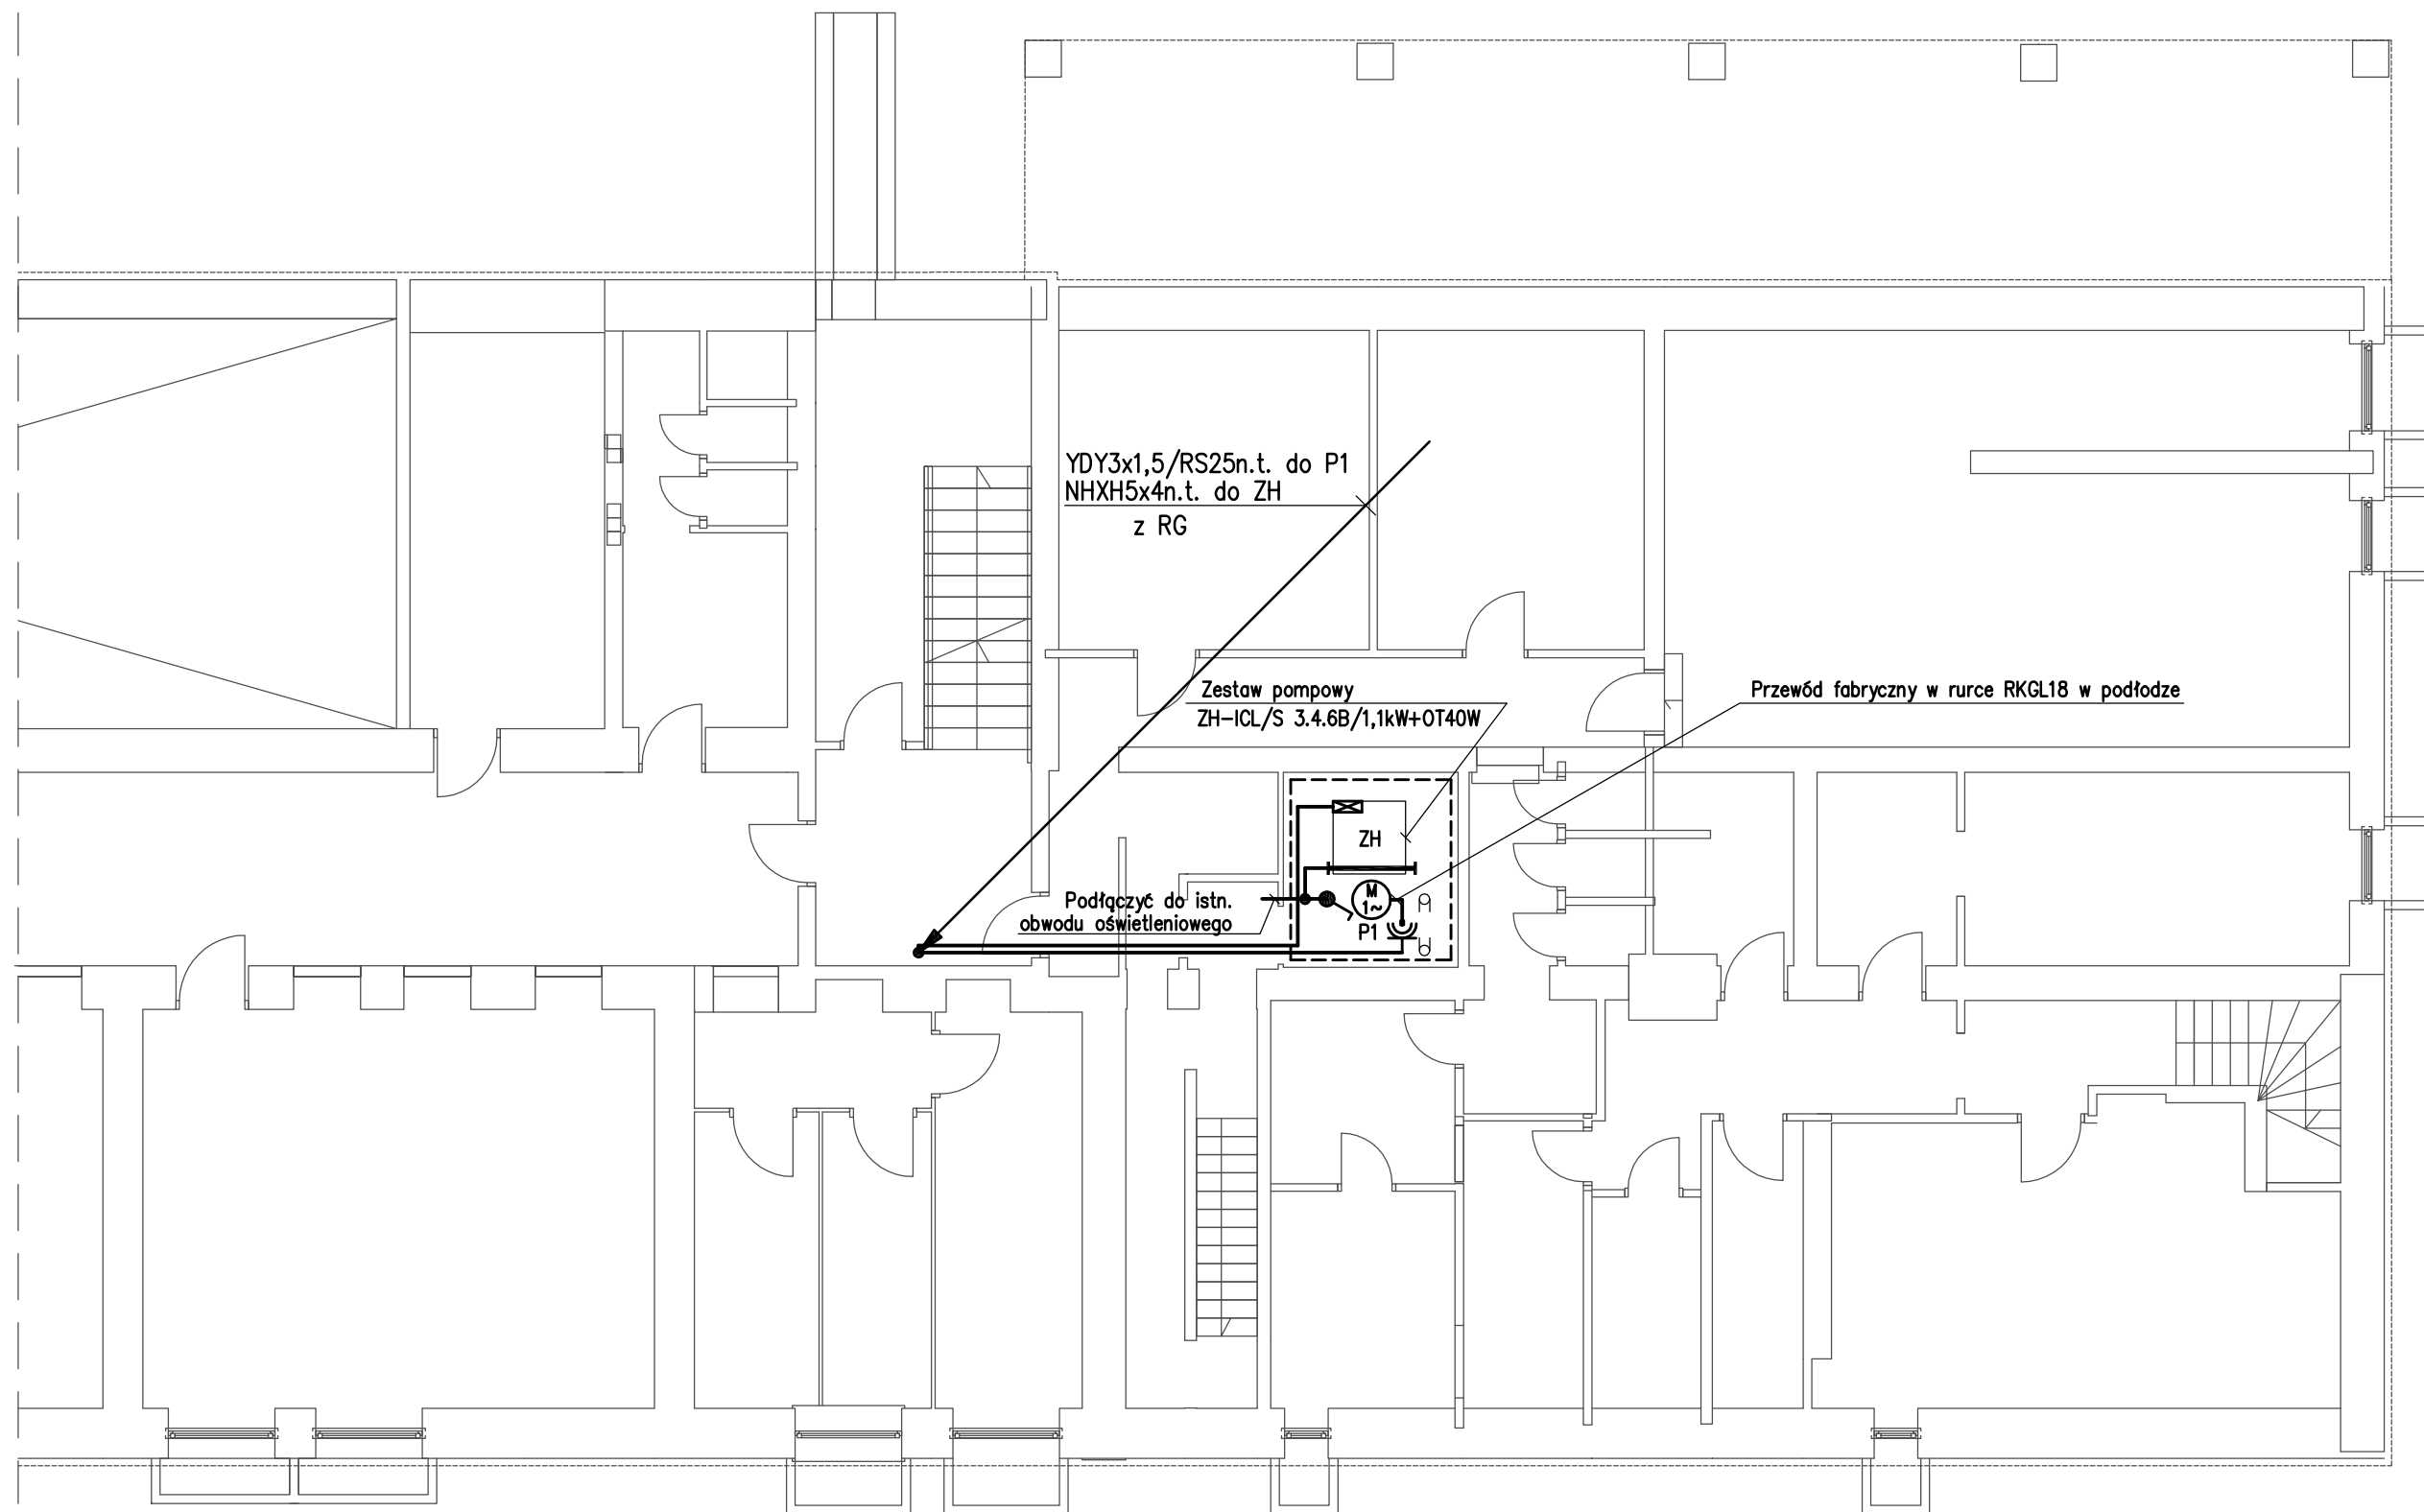 YDY3x1,5/RS25n.t. do P1
NHXH5x4n.t. do ZH
z RG
Zestaw pompowy
ZH-ICL/S 3.4.6B/1,1kW+OT40W
Przewód fabryczny w rurce RKGL18 w podłodze
ZH
Podłączyć do istn.
obwodu oświetleniowego
M
1~
P1